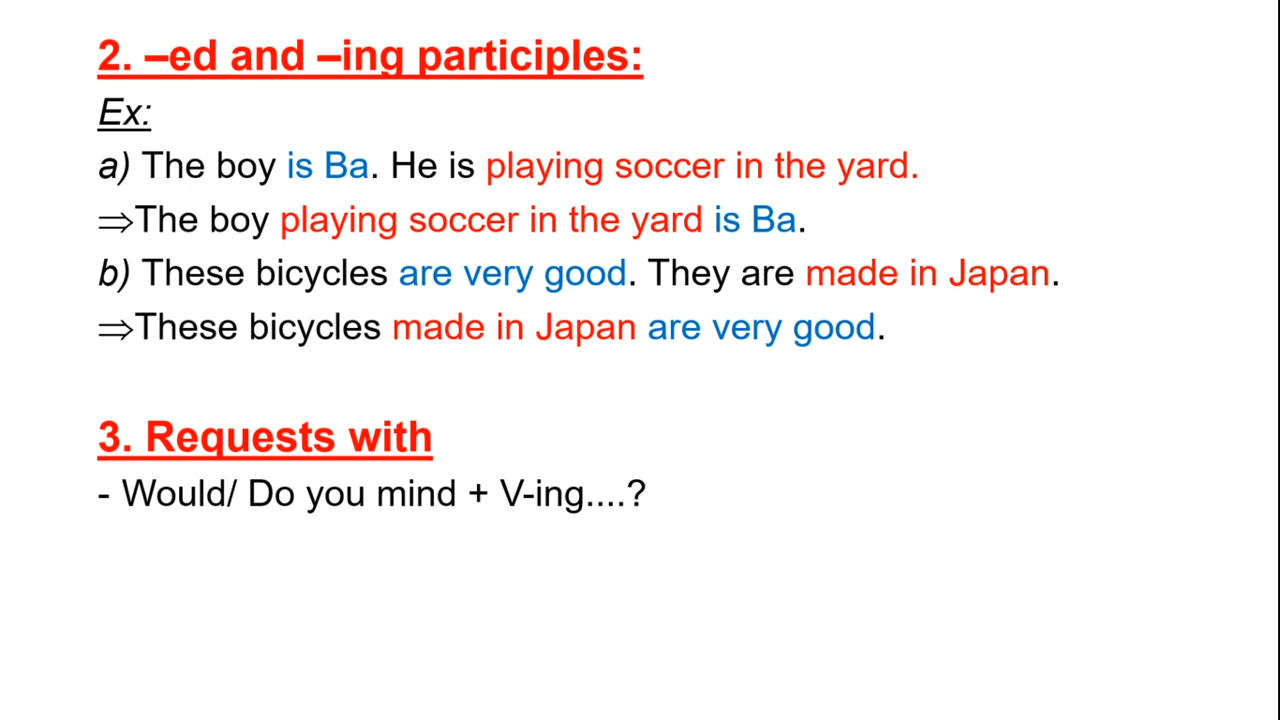 2. –ed and –ing participles:
Ex:
a) The boy is Ba. He is playing soccer in the yard.
⇒The boy playing soccer in the yard is Ba.
b) These bicycles are very good. They are made in Japan.
⇒These bicycles made in Japan are very good.
3. Requests with
- Would/ Do you mind + V-ing....?